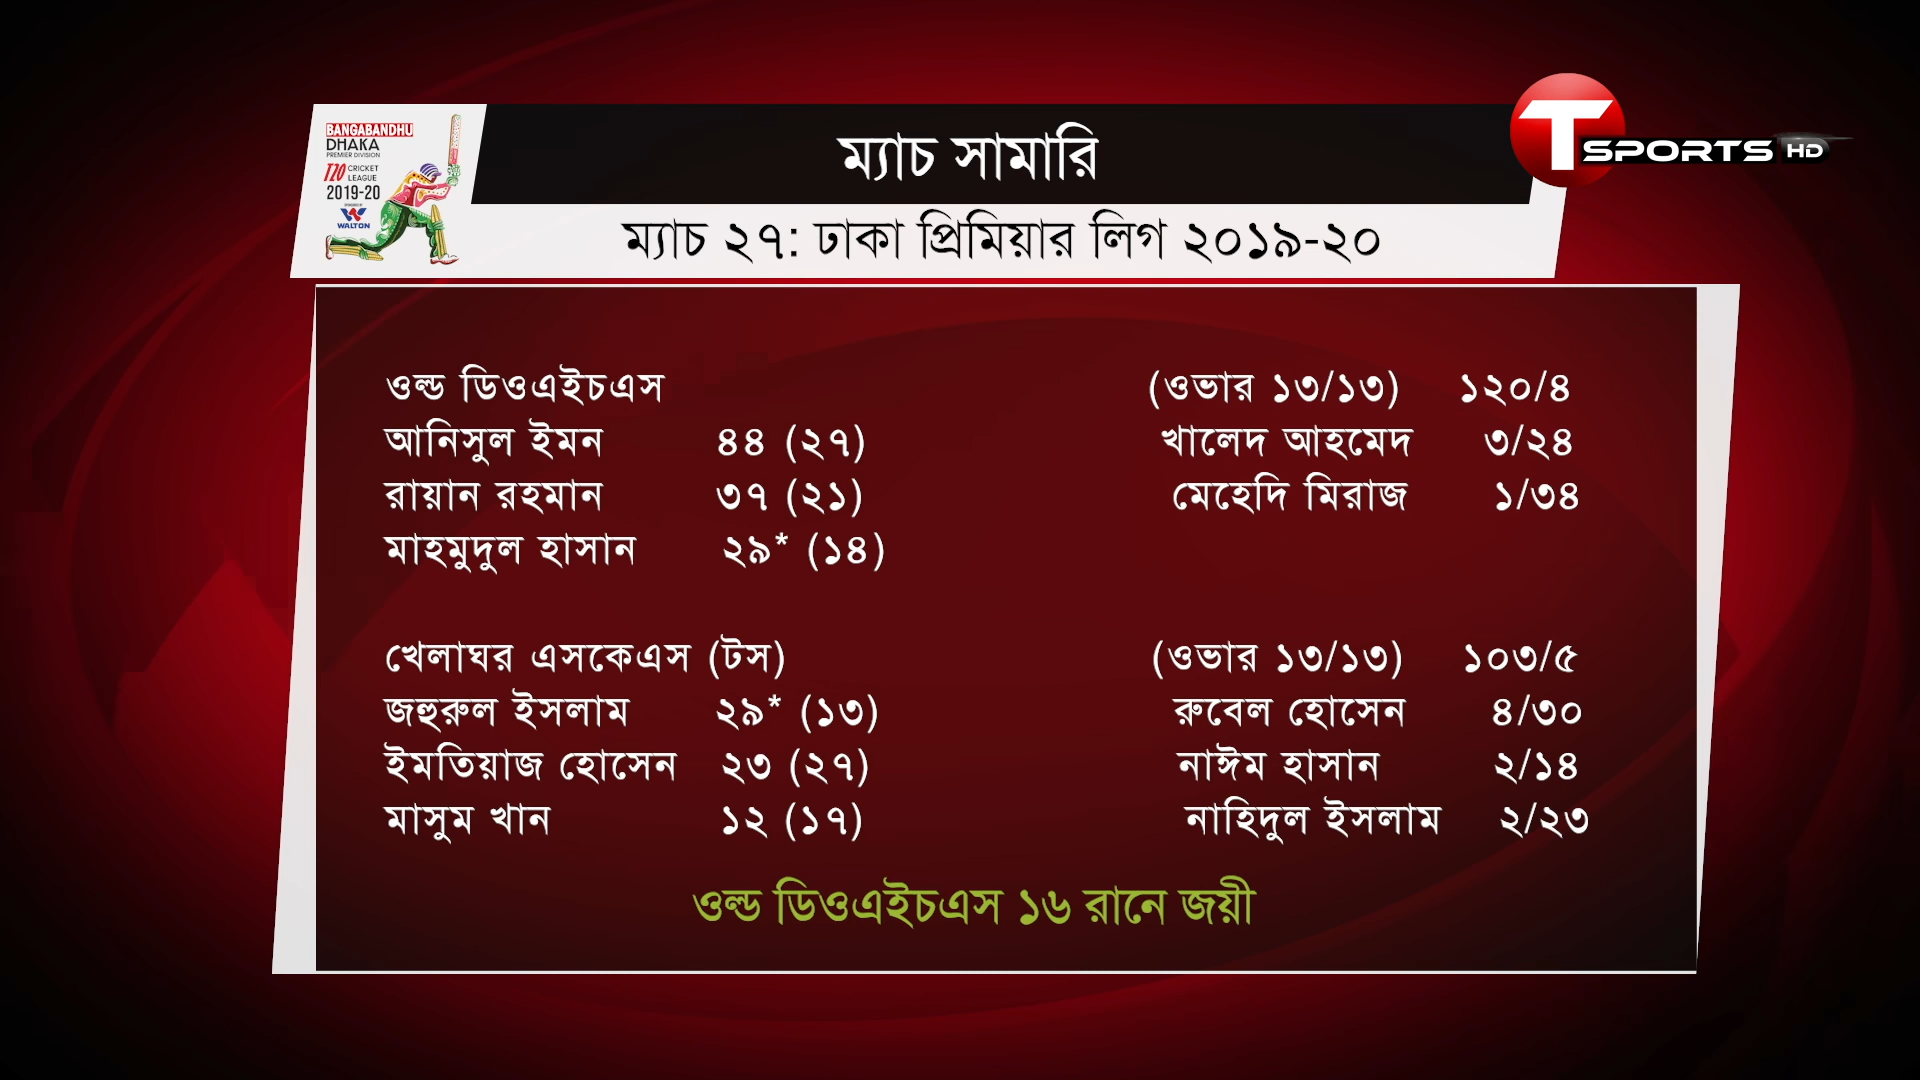 BANGABANDHU
DHAKA
PREMIER DIVISION
T20 CRICKET LEAGUE
2019-20
WALTON
ম্যাচ সামারি
T SPORTS HD
ম্যাচ ২৭: ঢাকা প্রিমিয়ার লিগ ২০১৯-২০
ওল্ড ডিওএইচএস (ওভার ১৩/১৩) ১২০/৪
আনিসুল ইমন ৪৪ (২৭) খালেদ আহমেদ ৩/২৪
রায়ান রহমান ৩৭ (২১) মেহেদি মিরাজ ১/৩৪
মাহমুদুল হাসান ২৯* (১৪)
খেলাঘর এসকেএস (টস) (ওভার ১৩/১৩) ১০৩/৫
জহুরুল ইসলাম ২৯* (১৩) রুবেল হোসেন ৪/৩০
ইমতিয়াজ হোসেন ২৩ (২৭) নাঈম হাসান ২/১৪
মাসুম খান ১২ (১৭) নাহিদুল ইসলাম ২/২৩
ওল্ড ডিওএইচএস ১৬ রানে জয়ী